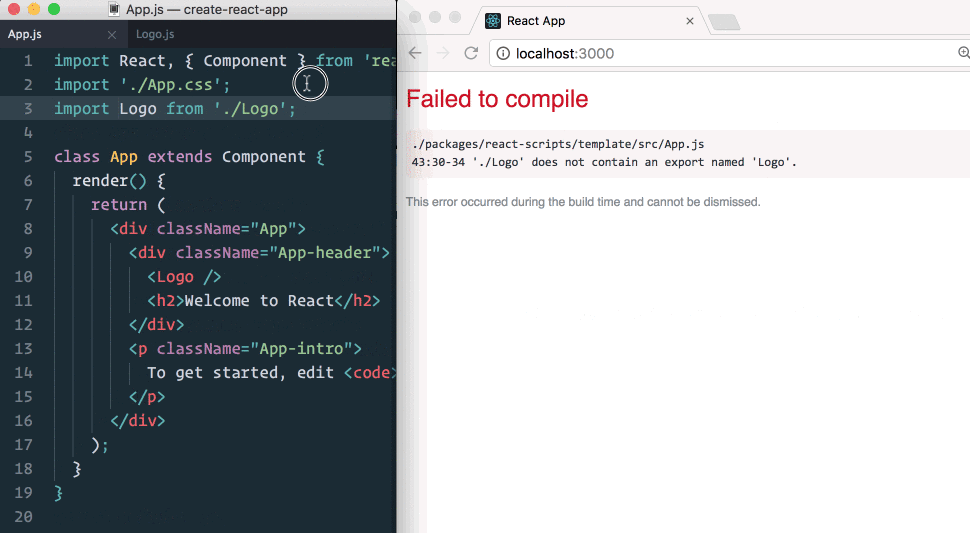 App.js — create-react-app
App.js
Logo.js
1 import React, { Component } from 'rea
2 import './App.css';
3 import Logo from './Logo';
4
5 class App extends Component {
6 render() {
7 return (
8 <div className="App">
9 <div className="App-header">
10 <Logo />
11 <h2>Welcome to React</h2>
12 </div>
13 <p className="App-intro">
14 To get started, edit <code>
15 </p>
16 </div>
17 );
18 }
19 }
20
React App
localhost:3000
Failed to compile
./packages/react-scripts/template/src/App.js
43:30-34 './Logo' does not contain an export named 'Logo'.
This error occurred during the build time and cannot be dismissed.